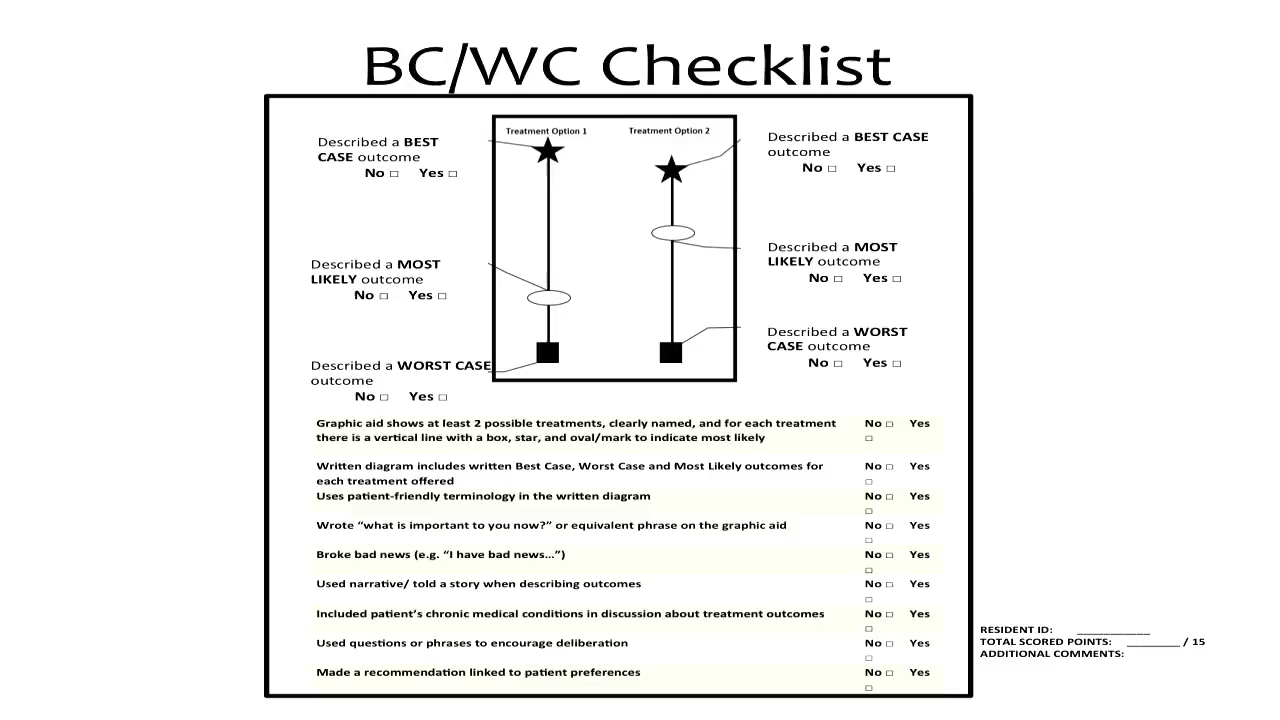 BC/WC Checklist
Treatment Option 1
Treatment Option 2
Described a BEST
CASE outcome
No □ Yes □
Described a MOST
LIKELY outcome
No □ Yes □
Described a WORST CASE
outcome
No □ Yes □
Described a BEST CASE
outcome
No □ Yes □
Described a MOST
LIKELY outcome
No □ Yes □
Described a WORST
CASE outcome
No □ Yes □
Graphic aid shows at least 2 possible treatments, clearly named, and for each treatment No □ Yes
there is a vertical line with a box, star, and oval/mark to indicate most likely □
Written diagram includes written Best Case, Worst Case and Most Likely outcomes for No □ Yes
each treatment offered □
Uses patient-friendly terminology in the written diagram No □ Yes
□
Wrote “what is important to you now?” or equivalent phrase on the graphic aid No □ Yes
□
Broke bad news (e.g. “I have bad news…”) No □ Yes
□
Used narrative/ told a story when describing outcomes No □ Yes
□
Included patient’s chronic medical conditions in discussion about treatment outcomes No □ Yes
□
Used questions or phrases to encourage deliberation No □ Yes
□
Made a recommendation linked to patient preferences No □ Yes
□
RESIDENT ID: ____________
TOTAL SCORED POINTS: _________ / 15
ADDITIONAL COMMENTS: